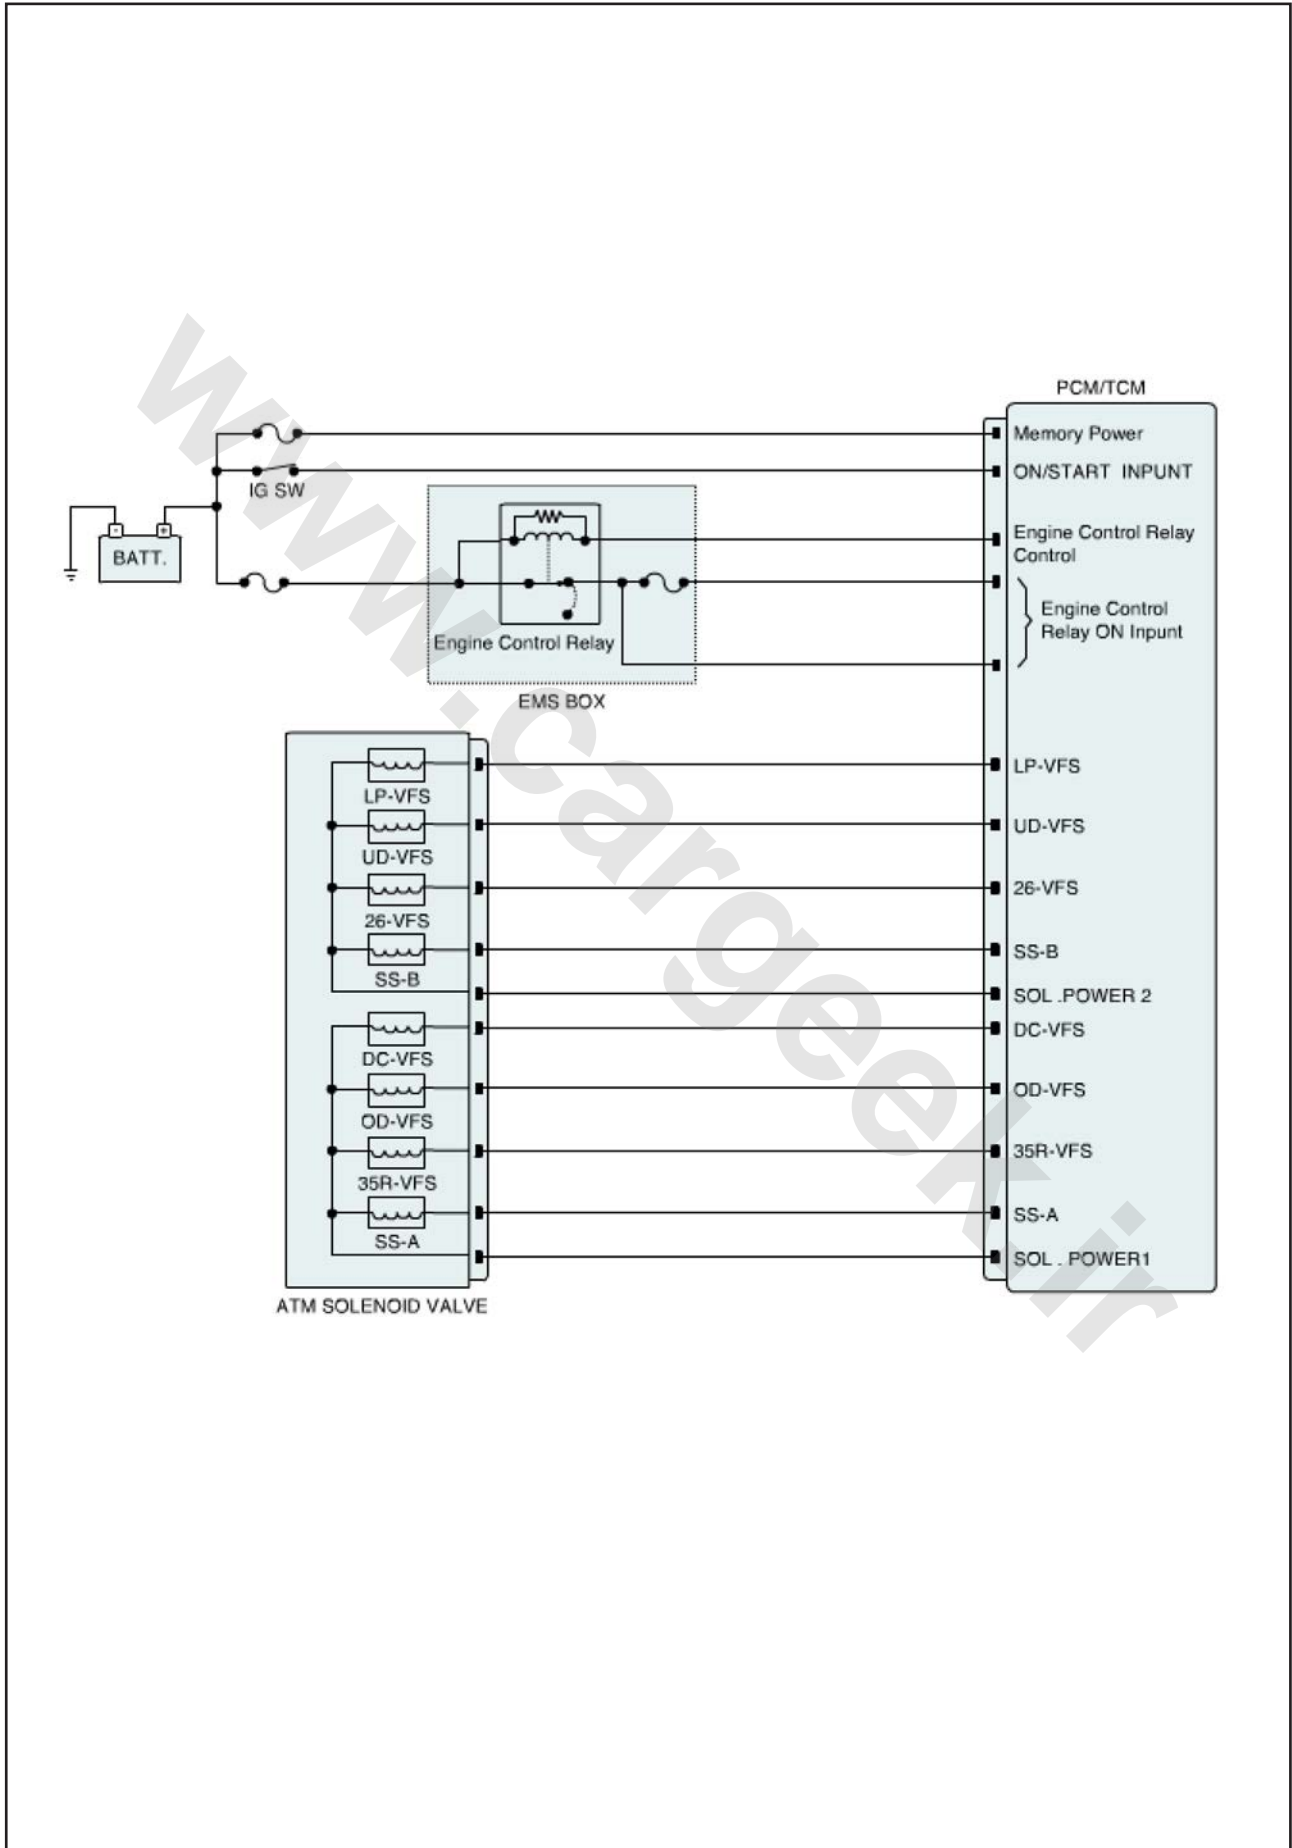 PCM/TCM
Memory Power
ON/START INPUNT
IG SW
- +
BATT.
Engine Control Relay
Control
Engine Control
Relay ON Inpunt
Engine Control Relay
EMS BOX
LP-VFS
UD-VFS
26-VFS
SS-B
DC-VFS
OD-VFS
35R-VFS
SS-A
ATM SOLENOID VALVE
LP-VFS
UD-VFS
26-VFS
SS-B
SOL .POWER 2
DC-VFS
OD-VFS
35R-VFS
SS-A
SOL . POWER1
www.cargeek.ir